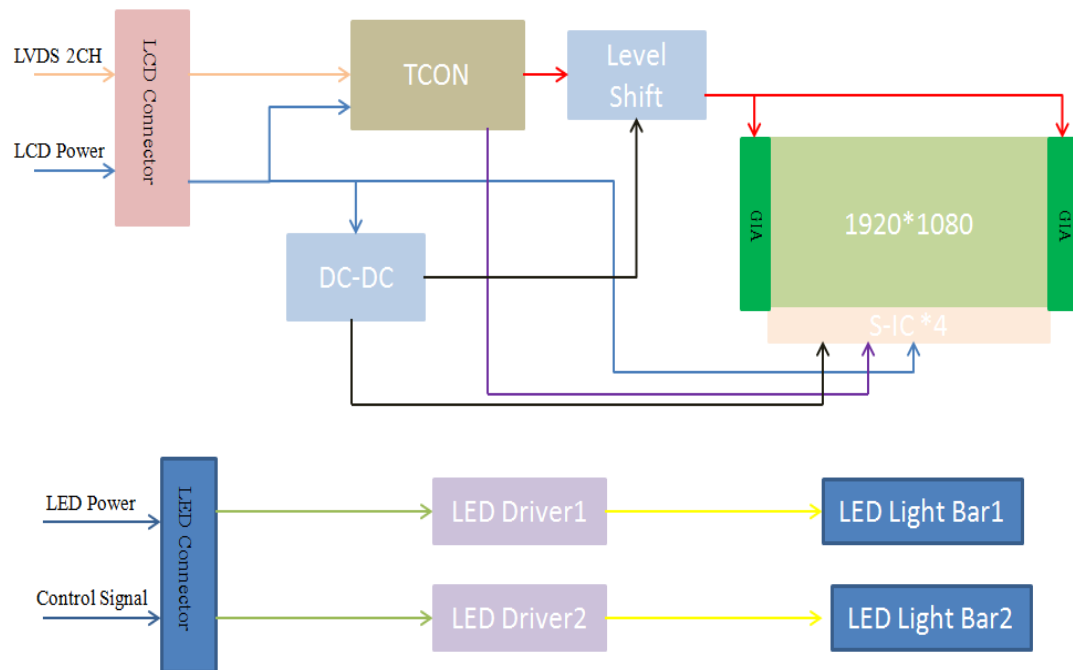 LVDS 2CH
LCD Power
LCD Connector
TCON
Level
Shift
DC-DC
GIA
1920*1080
GIA
S-IC *4
LED Power
Control Signal
LED Connector
LED Driver1
LED Light Bar1
LED Driver2
LED Light Bar2